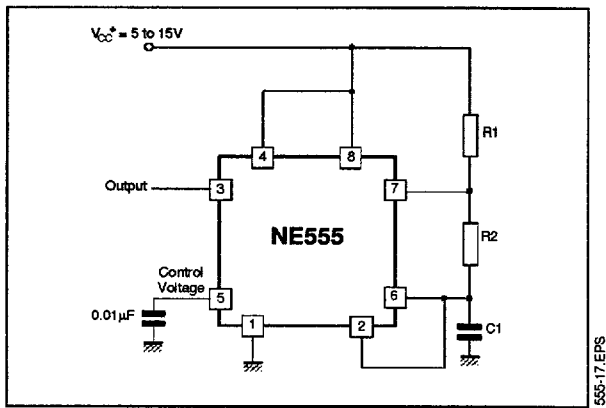 V_CC^+ = 5 to 15V
4
8
R1
Output
3
7
NE555
R2
Control
Voltage
5
6
0.01µF
1
2
C1
555-17.EPS